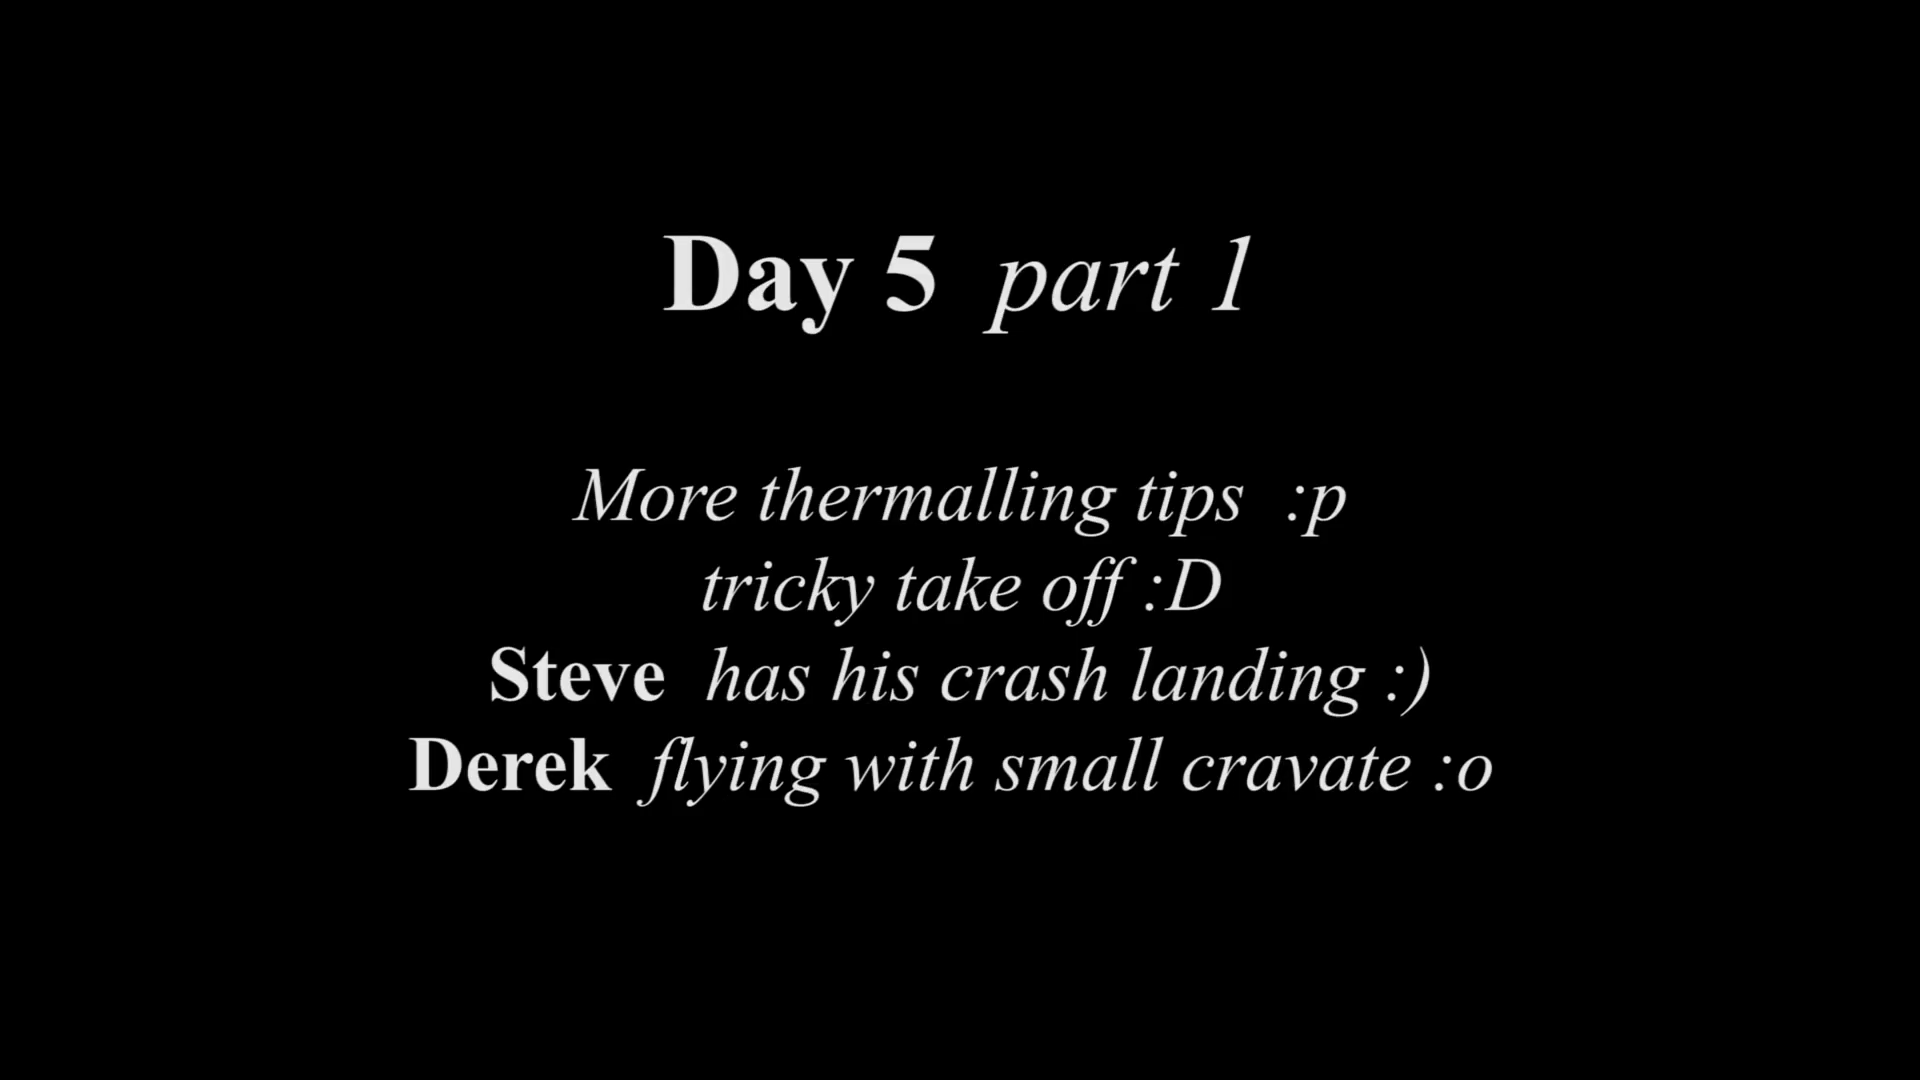 Day 5 part 1
More thermalling tips :p
tricky take off :D
Steve has his crash landing :)
Derek flying with small cravate :o